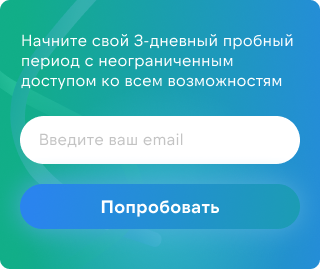 Начните свой 3-дневный пробный
период с неограниченным
доступом ко всем возможностям
Введите ваш email
Попробовать